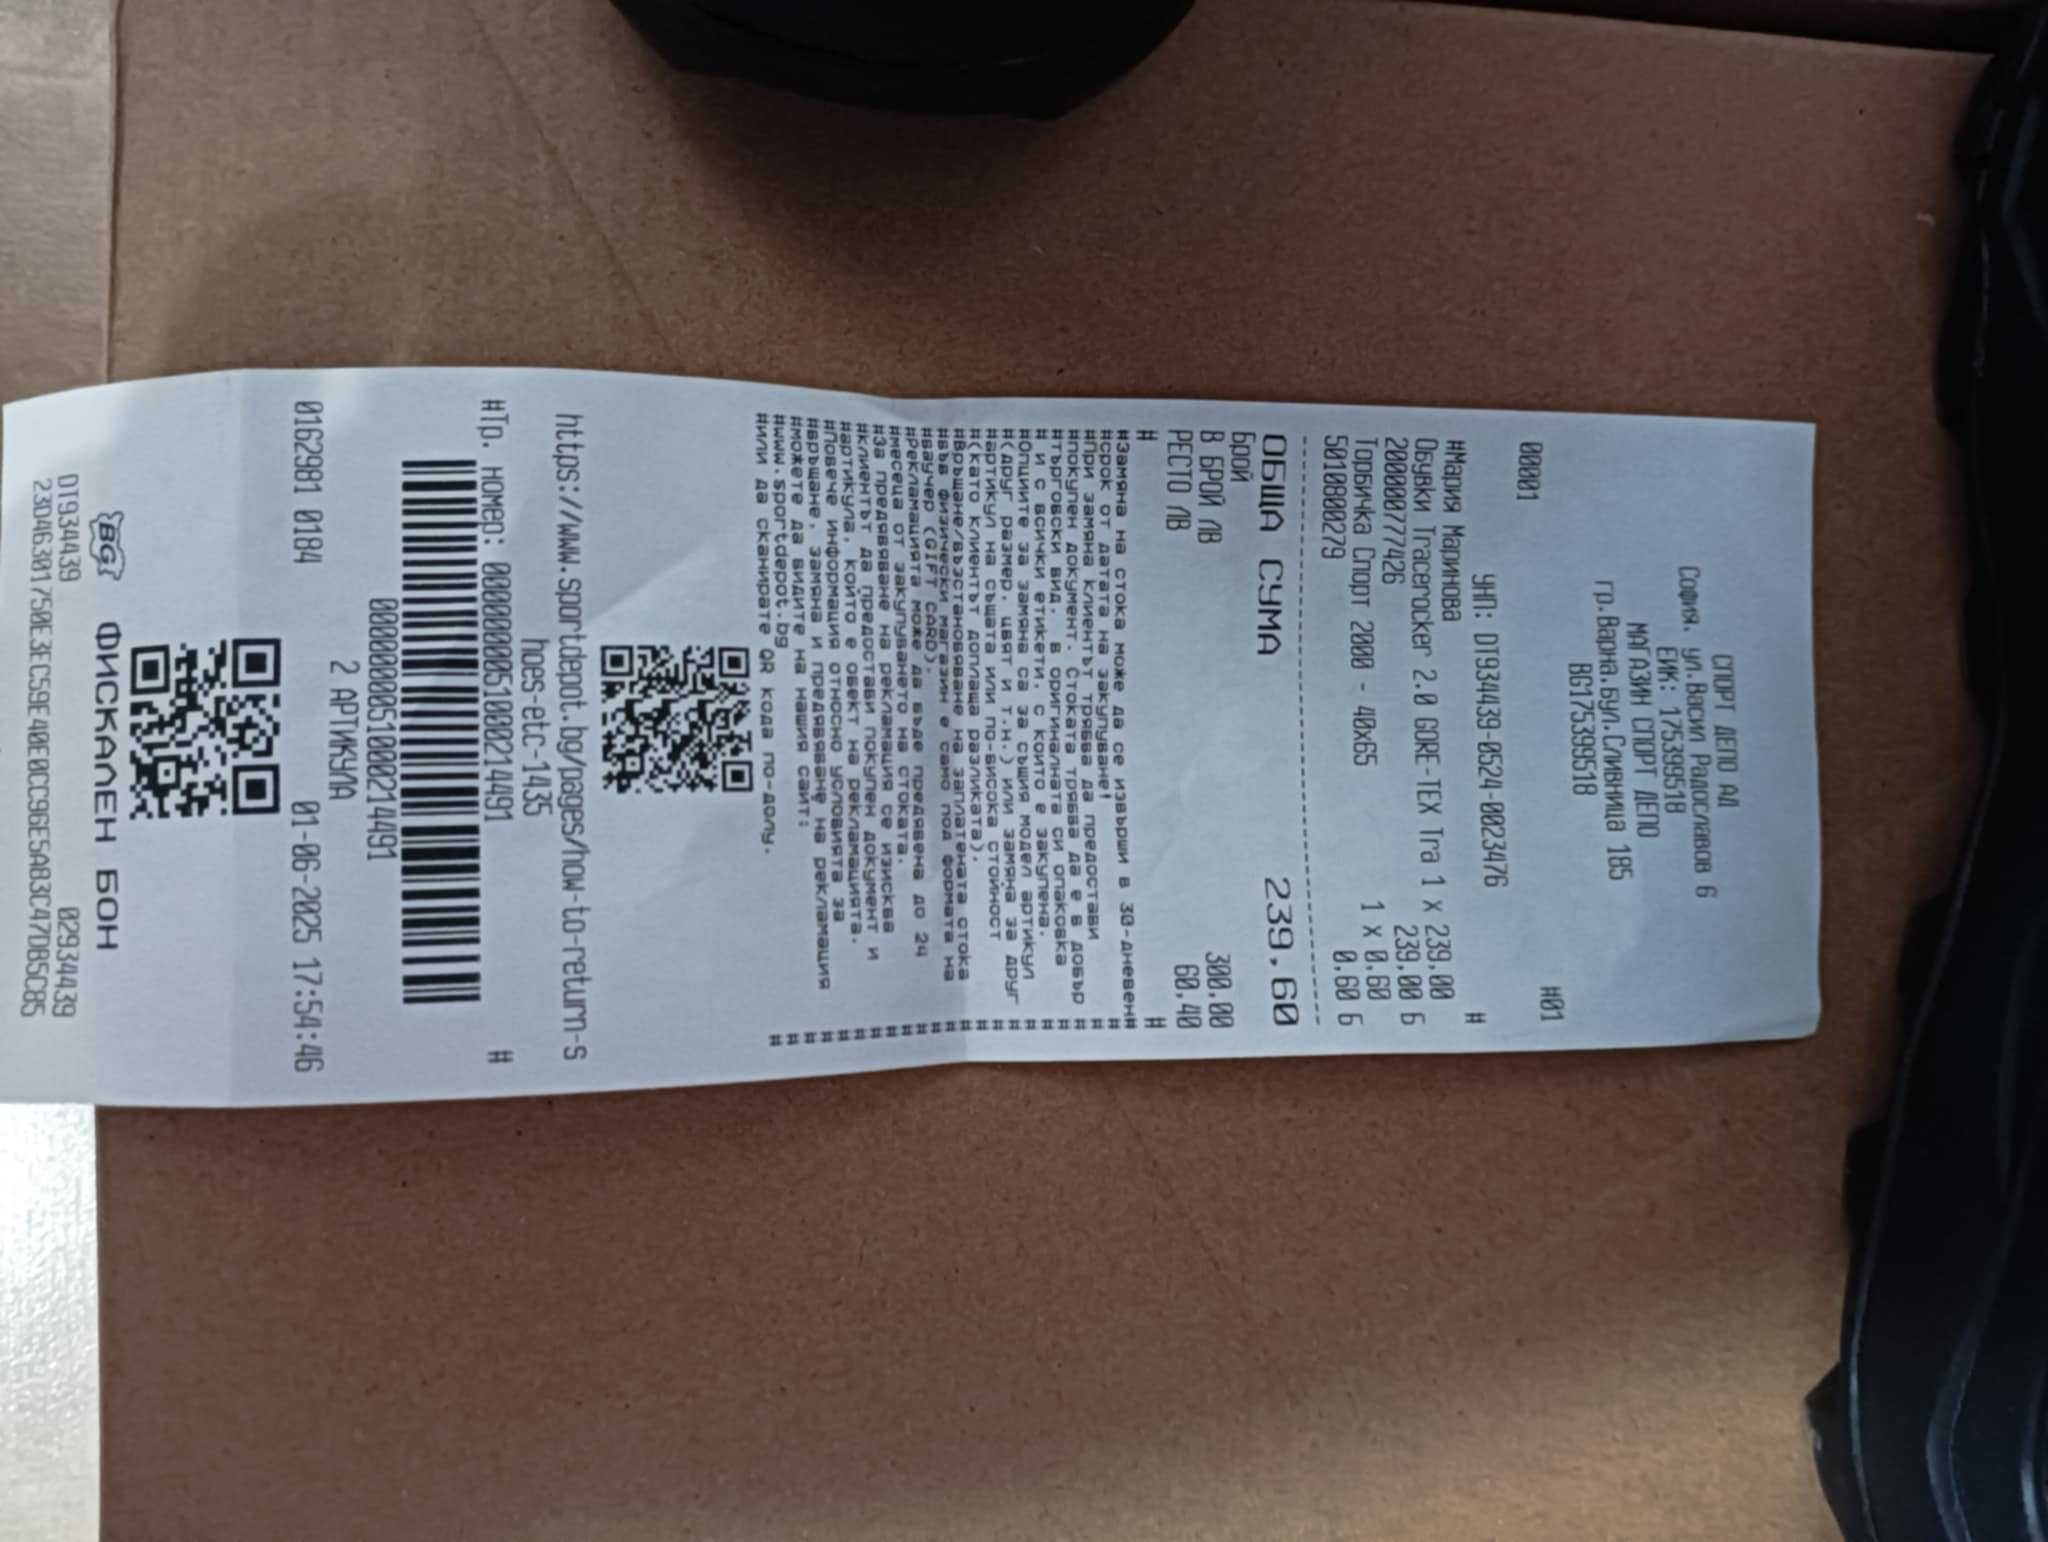 СПОРТ ДЕПО АД
София, ул.Васил Радославов 6
ЕИК: 175399518
МАГАЗИН СПОРТ ДЕПО
гр.Варна,бул.Сливница 185
BG175399518
00001 #01
УНП: DT934439-0524-0023476
#Мария Маринова #
Обувки Tracerocker 2.0 GORE-TEX Tra 1 x 239,00
2000007774426 239,00 Б
Торбичка Спорт 2000 - 40x65 1 x 0,60
5010800279 0,60 Б
ОБЩА СУМА 239,60
Брой
В БРОЙ ЛВ 300,00
РЕСТО ЛВ 60,40
# #
#Замяна на стока може да се извърши в 30-дневен#
#срок от датата на закупуване! #
#При замяна клиентът трябва да предостави #
#покупен документ. Стоката трябва да е в добър #
#търговски вид, в оригиналната си опаковка #
# и с всички етикети, с които е закупена. #
#Опциите за замяна са за същия модел артикул #
#(друг размер, цвят и т.н.) или замяна за друг #
#артикул на същата или по-висока стойност #
#(като клиентът доплаща разликата). #
#Връщане/възстановяване на заплатената стока #
#във физически магазин е само под формата на #
#ваучер (GIFT CARD). #
#Рекламацията може да бъде предявена до 24 #
#месеца от закупуването на стоката. #
#За предявяване на рекламация се изисква #
#клиентът да предостави покупен документ и #
#артикула, който е обект на рекламацията. #
#Повече информация относно условията за #
#връщане, замяна и предявяване на рекламация #
#можете да видите на нашия сайт: #
#www.sportdepot.bg #
#или да сканирате QR кода по-долу. #
https://www.sportdepot.bg/pages/how-to-return-s
hoes-etc-1435
#Тр. номер: 0000000051000214491 #
0000000051000214491
2 АРТИКУЛА
0162981 0184 01-06-2025 17:54:46
BG ФИСКАЛЕН БОН
DT934439 02934439
23D46301750E3EC59E40E0CC96E5A83C47D85C85